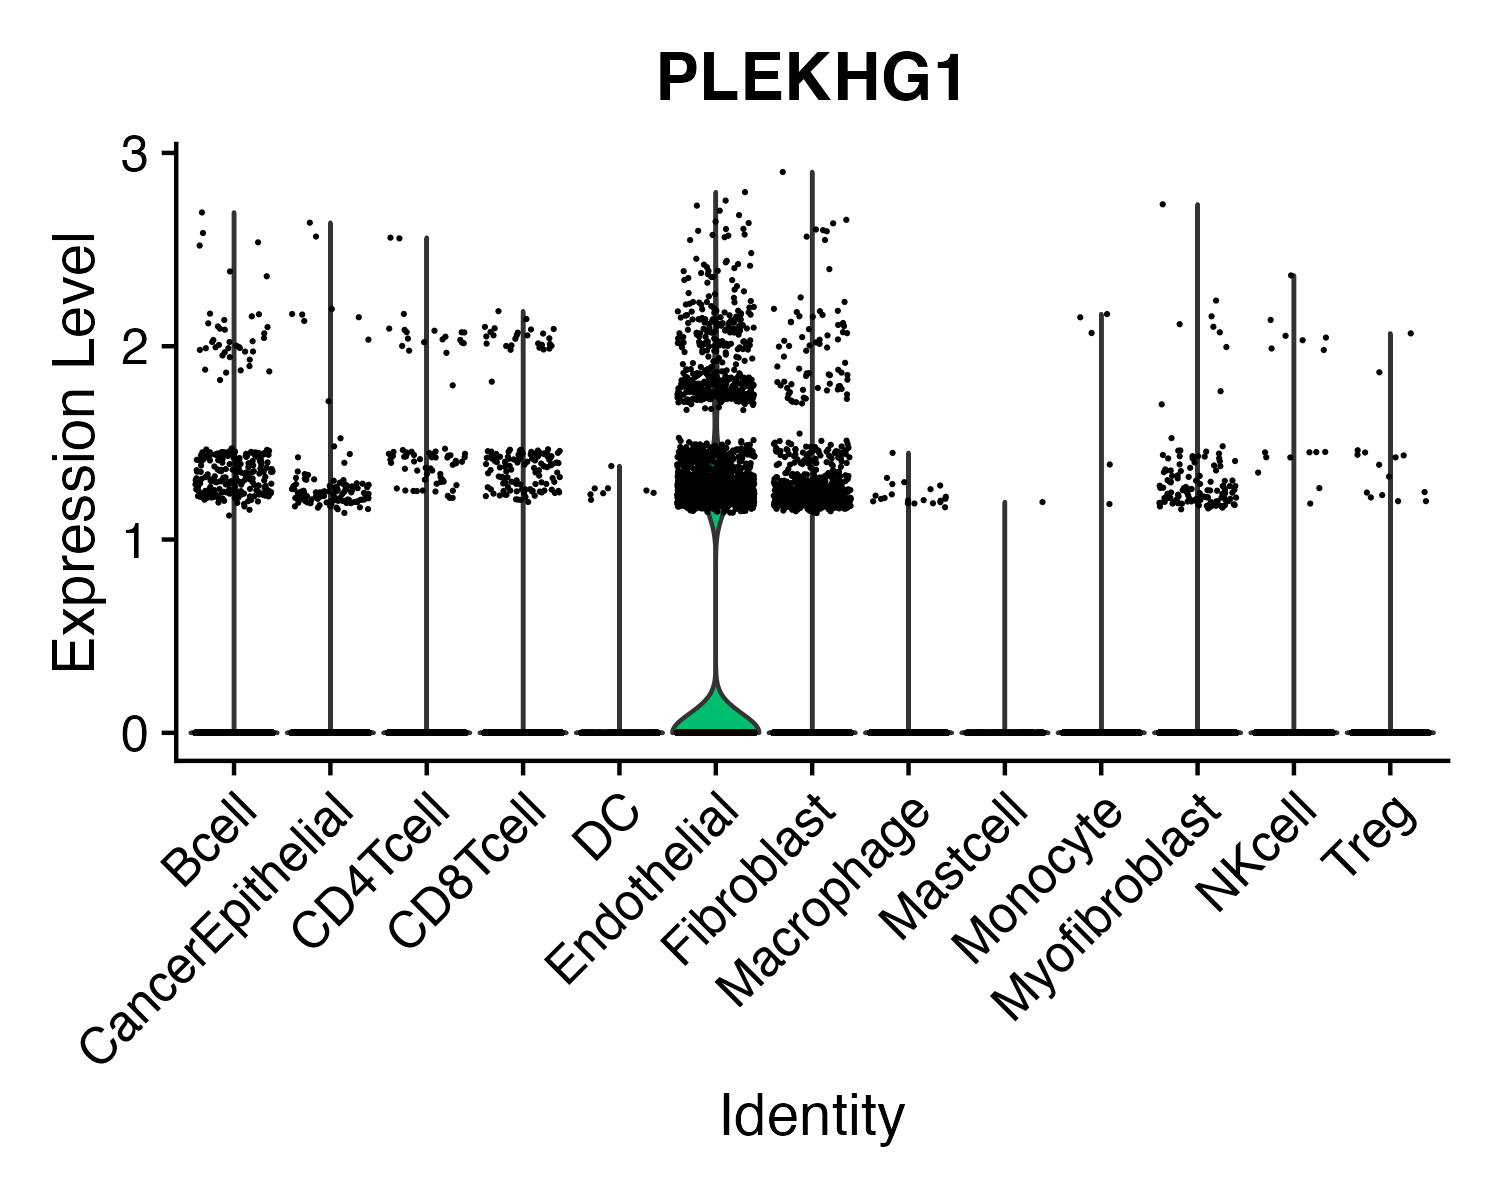 PLEKHG1
Expression Level
3
2
1
0
Bcell
CancerEpithelial
CD4Tcell
CD8Tcell
DC
Endothelial
Fibroblast
Macrophage
Mastcell
Monocyte
Myofibroblast
NKcell
Treg
Identity